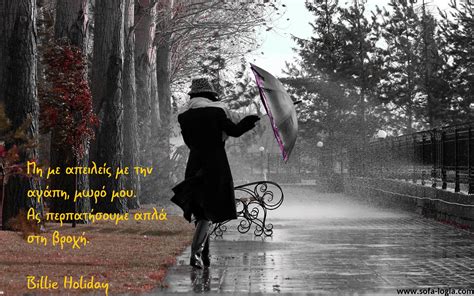 Μη με απειλείς με την
αγάπη, μωρό μου.
Ας περπατήσουμε απλά
στη βροχή.
Billie Holiday
www.sofa-logia.com